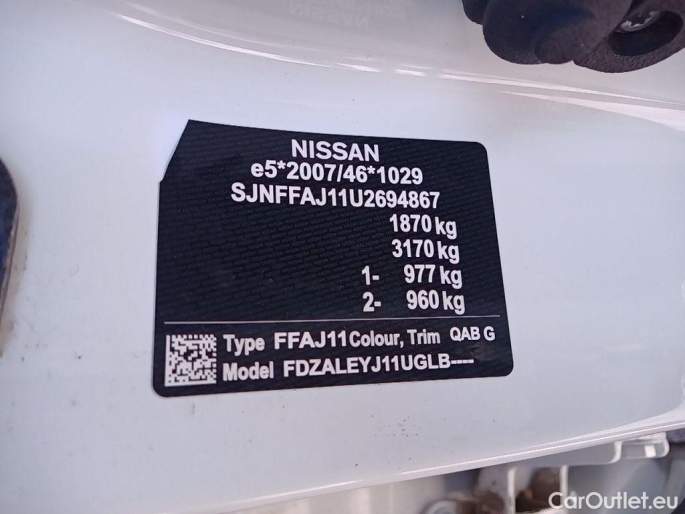 NISSAN
e5*2007/46*1029
SJNFFAJ11U2694867
1870 kg
3170 kg
1- 977 kg
2- 960 kg
Type FFAJ11 Colour, Trim QAB G
Model FDZALEYJ11UGLB----
CarOutlet.eu